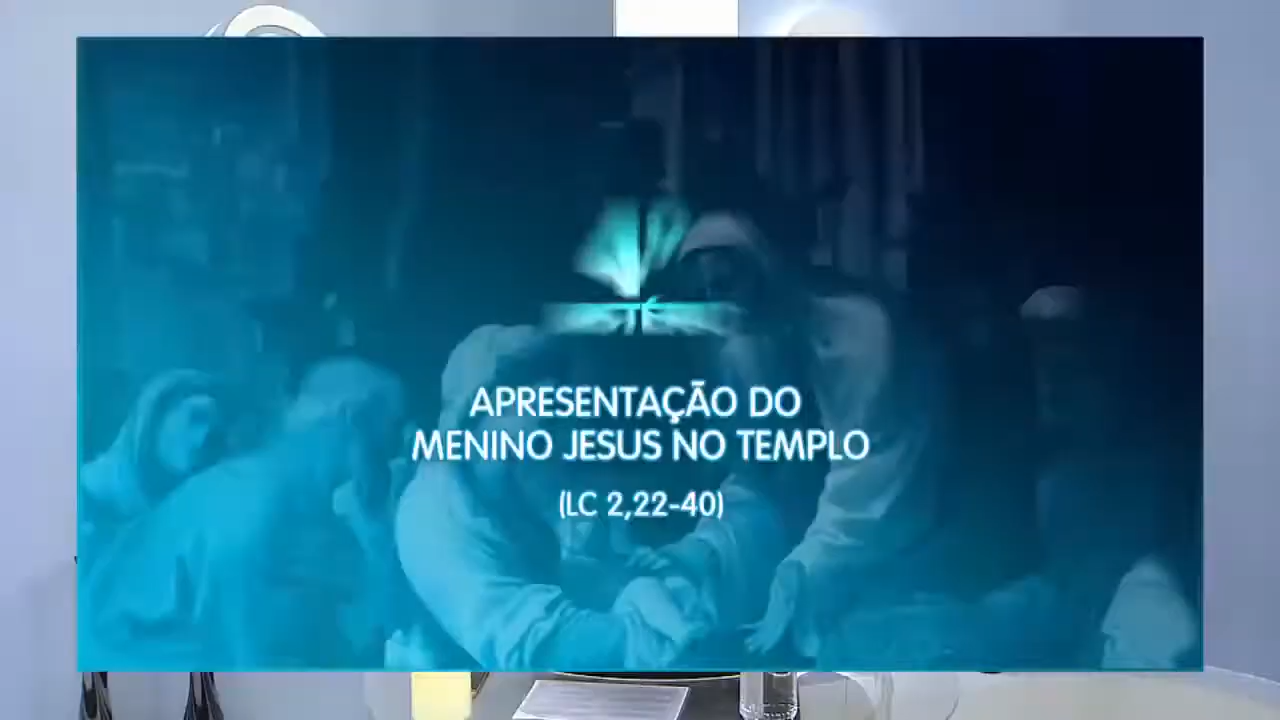 APRESENTAÇÃO DO
MENINO JESUS NO TEMPLO
(LC 2,22-40)